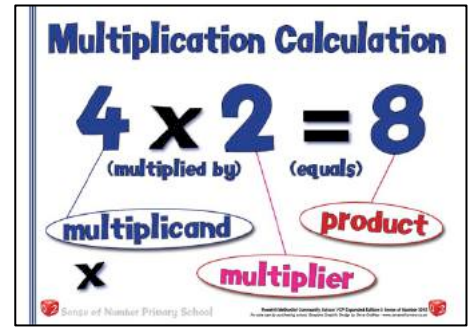 Multiplication Calculation
4 x 2 = 8
(multiplied by) (equals)
multiplicand
product
x
multiplier
Sense of Number Primary School